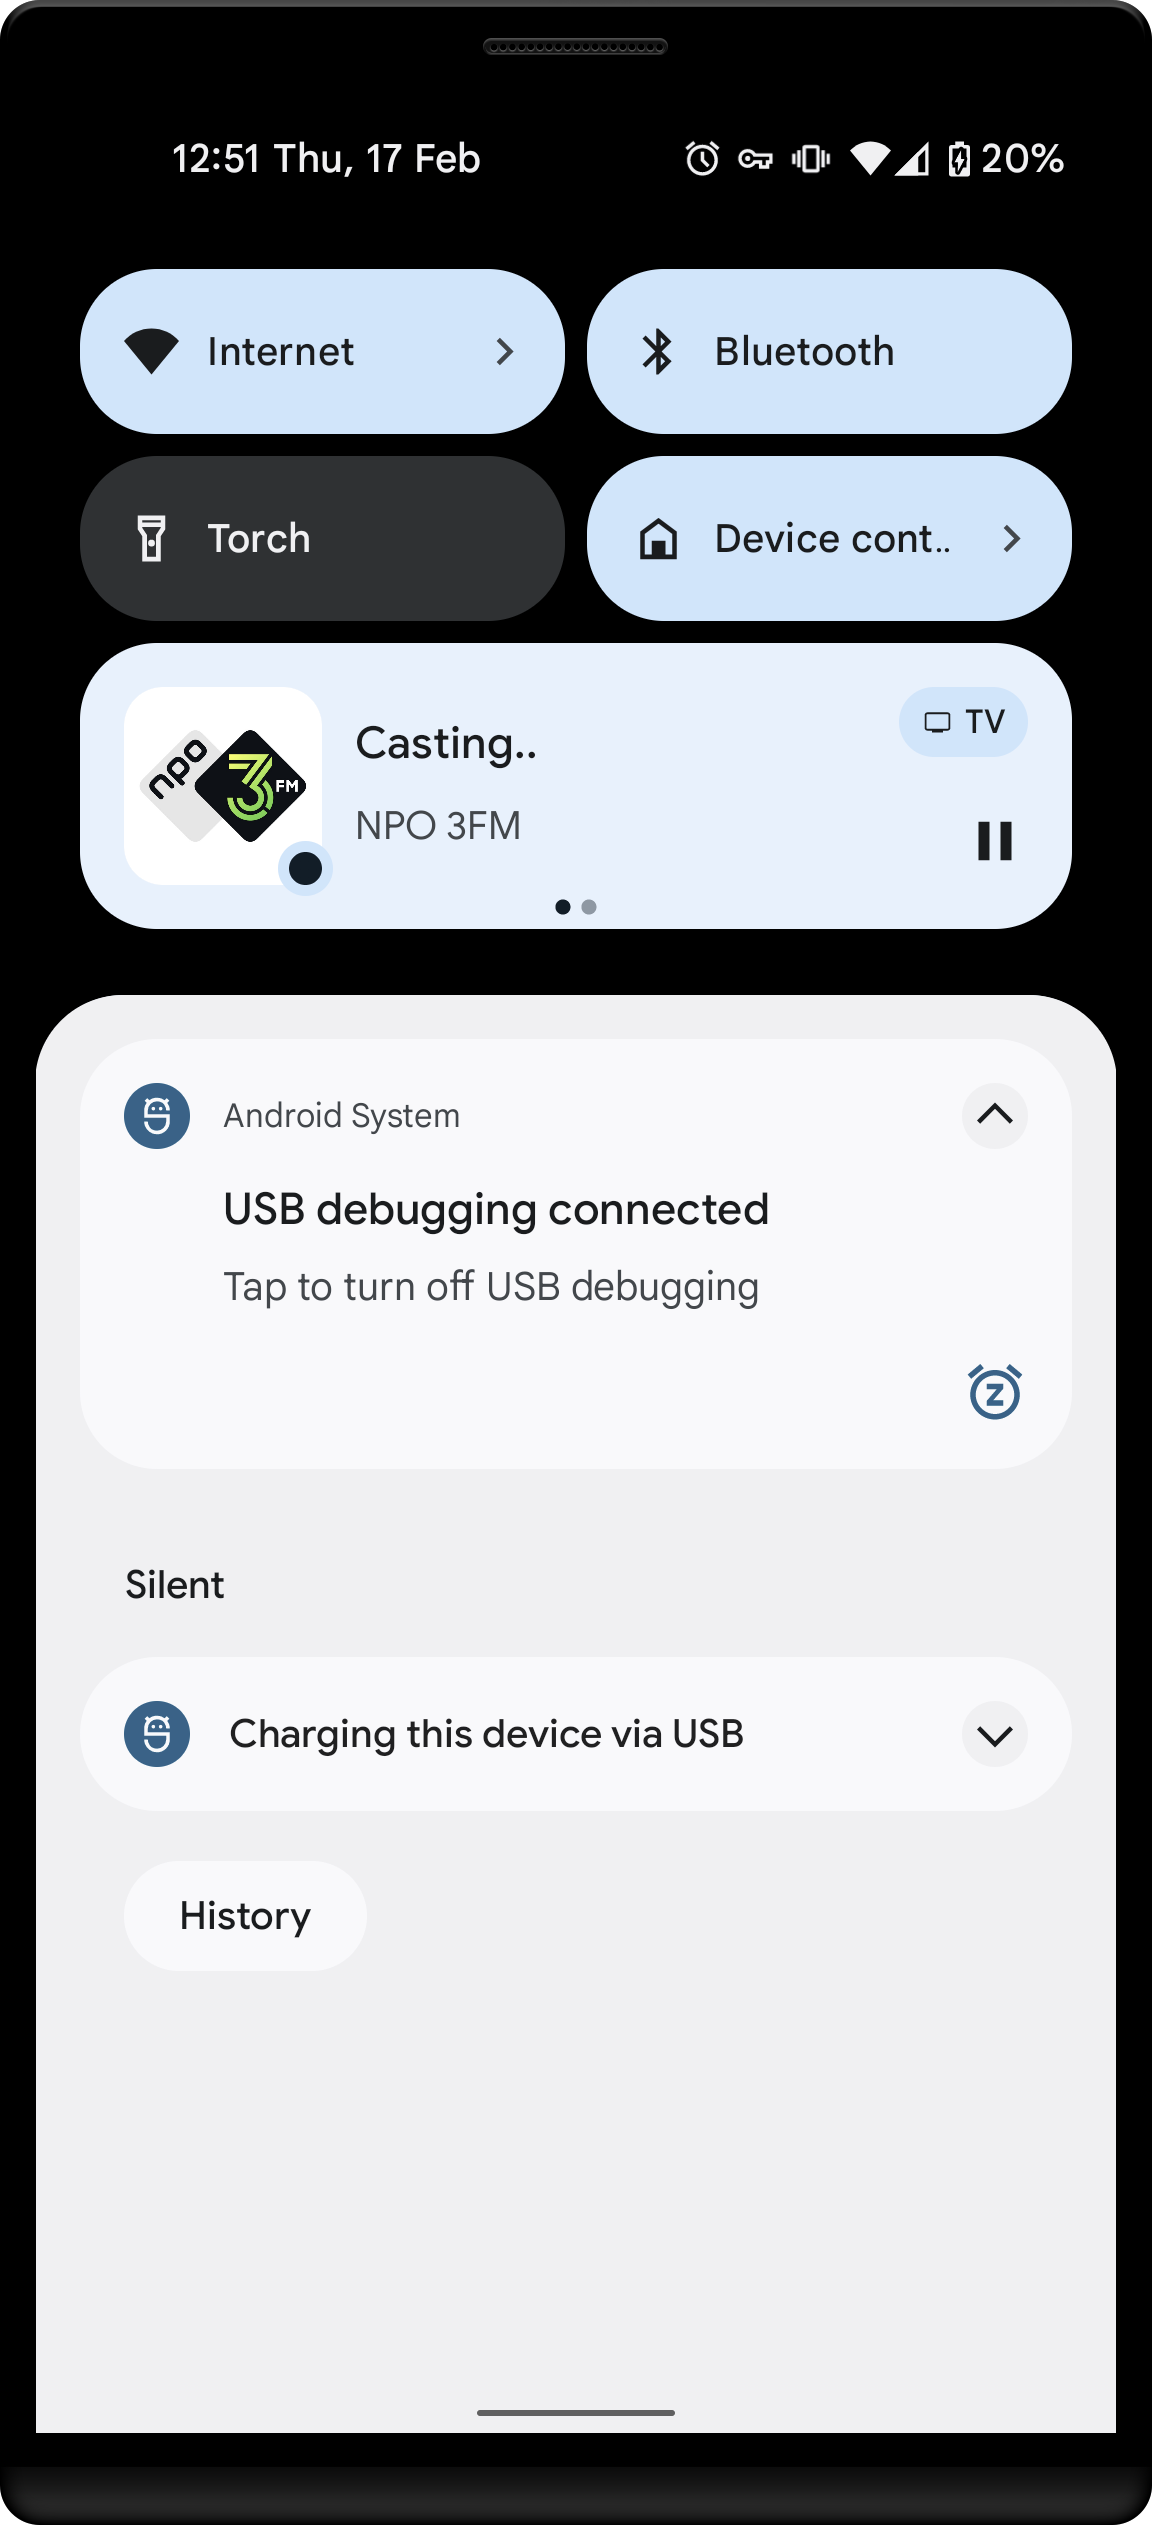 12:51 Thu, 17 Feb 20%
Internet
Bluetooth
Torch
Device cont..
npo 3FM
Casting..
TV
NPO 3FM
Android System
USB debugging connected
Tap to turn off USB debugging
Silent
Charging this device via USB
History